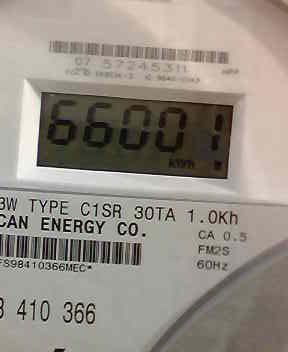 07 57245311
66001
KWH
3W TYPE C1SR 30TA 1.0Kh
CAN ENERGY CO.
CA 0.5
FM2S
60Hz
FS98410366MEC*
8 410 366